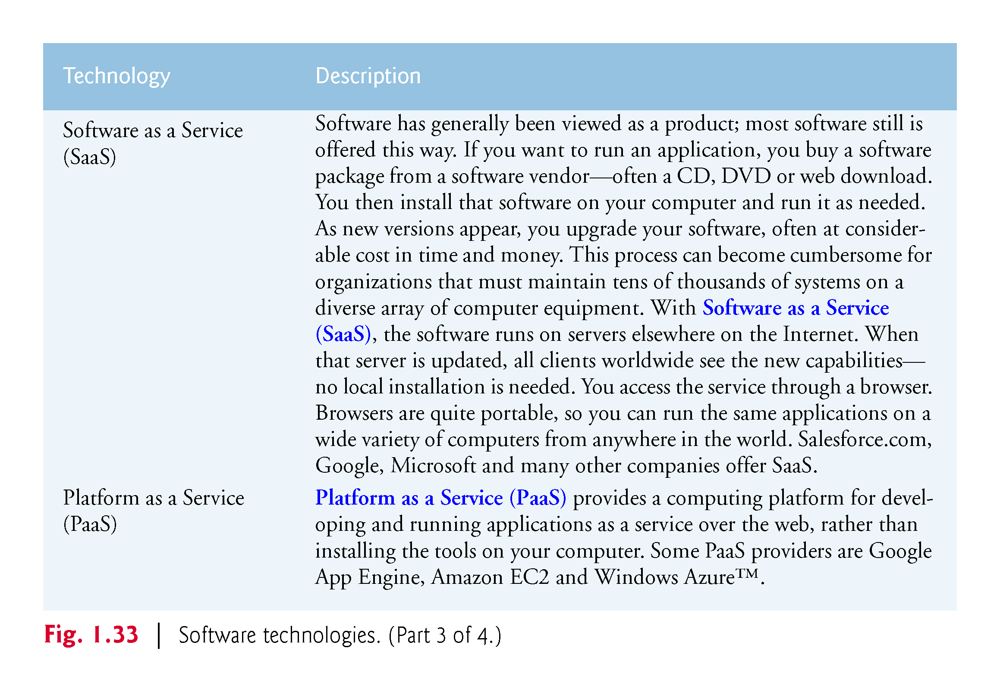 Technology Description
Software as a Service
(SaaS)
Software has generally been viewed as a product; most software still is
offered this way. If you want to run an application, you buy a software
package from a software vendor—often a CD, DVD or web download.
You then install that software on your computer and run it as needed.
As new versions appear, you upgrade your software, often at consider-
able cost in time and money. This process can become cumbersome for
organizations that must maintain tens of thousands of systems on a
diverse array of computer equipment. With Software as a Service
(SaaS), the software runs on servers elsewhere on the Internet. When
that server is updated, all clients worldwide see the new capabilities—
no local installation is needed. You access the service through a browser.
Browsers are quite portable, so you can run the same applications on a
wide variety of computers from anywhere in the world. Salesforce.com,
Google, Microsoft and many other companies offer SaaS.
Platform as a Service
(PaaS)
Platform as a Service (PaaS) provides a computing platform for devel-
oping and running applications as a service over the web, rather than
installing the tools on your computer. Some PaaS providers are Google
App Engine, Amazon EC2 and Windows Azure™.
Fig. 1.33 | Software technologies. (Part 3 of 4.)